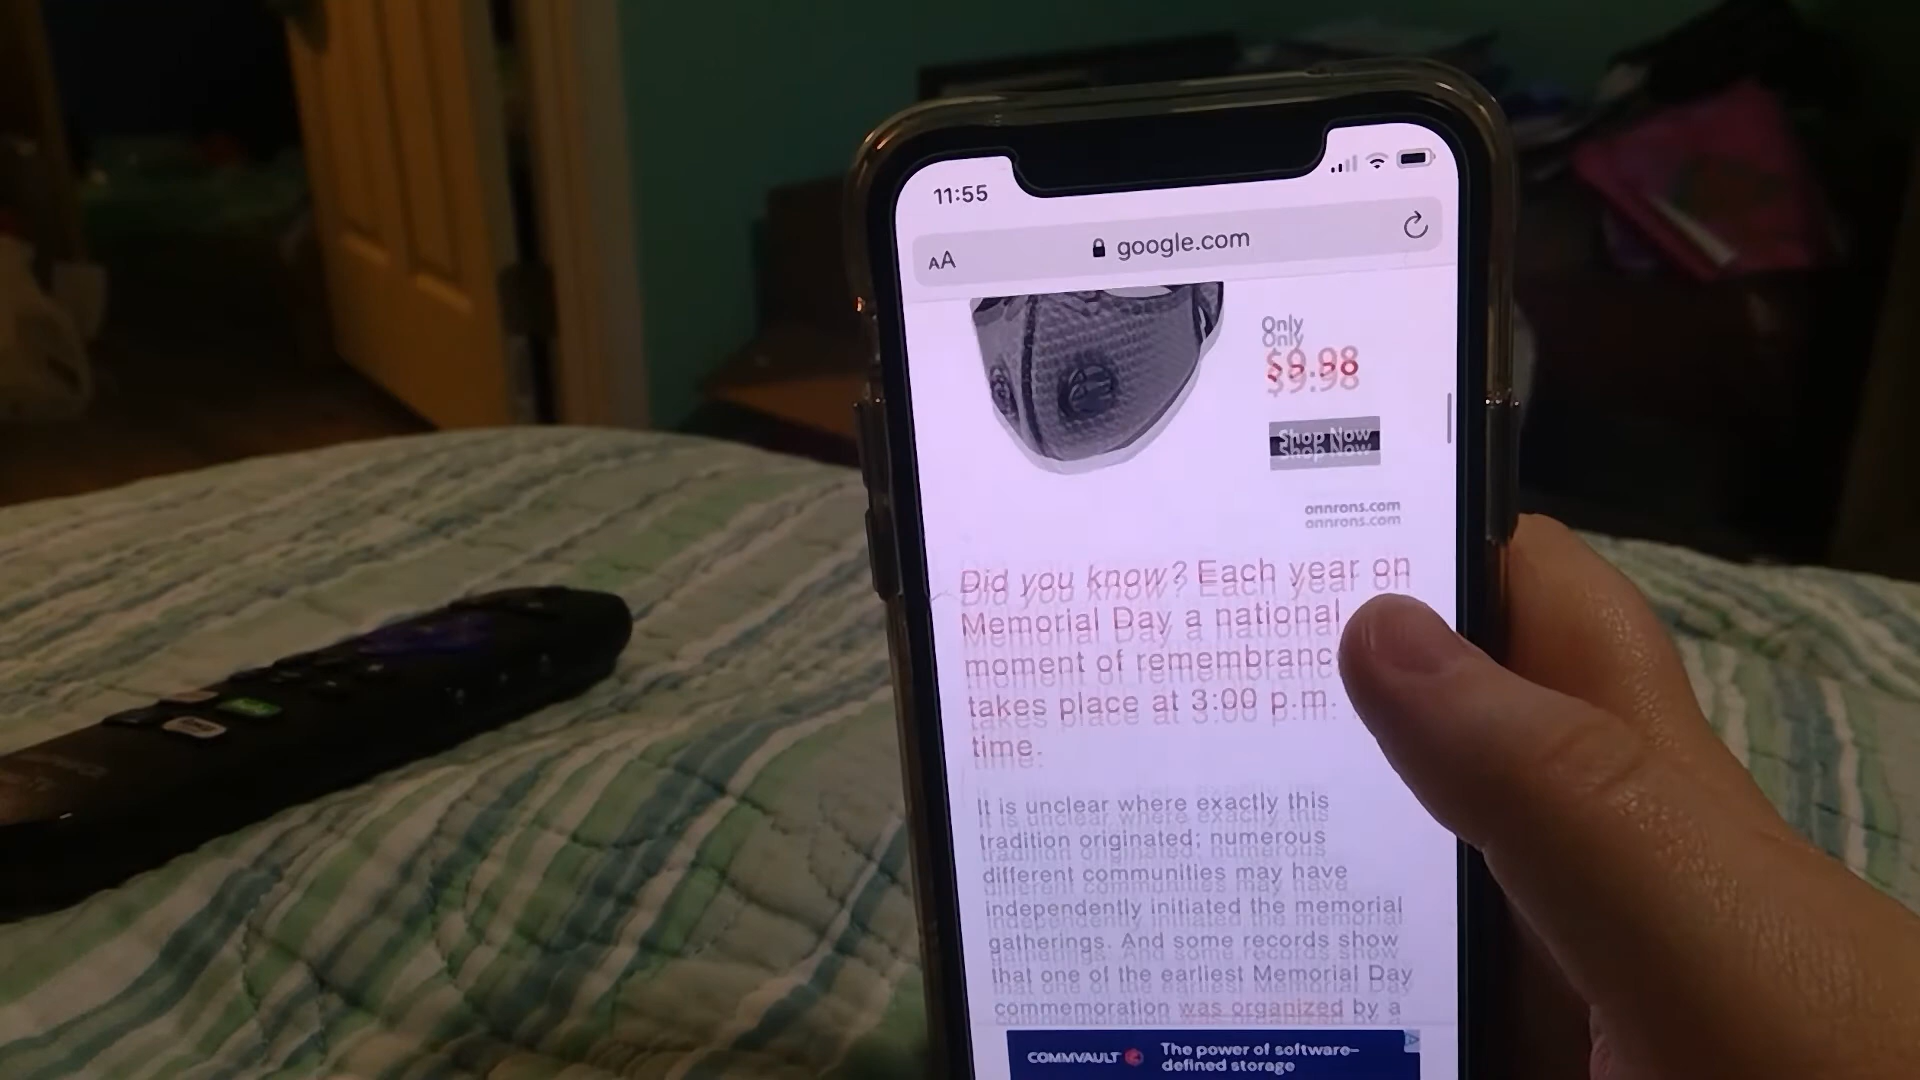 11:55
AA google.com
Only
$9.98
Shop Now
onnrons.com
Did you know? Each year on
Memorial Day a national
moment of remembranc
takes place at 3:00 p.m.
time.
It is unclear where exactly this
tradition originated; numerous
different communities may have
independently initiated the memorial
gatherings. And some records show
that one of the earliest Memorial Day
commemoration was organized by a
COMMVAULT The power of software-
defined storage